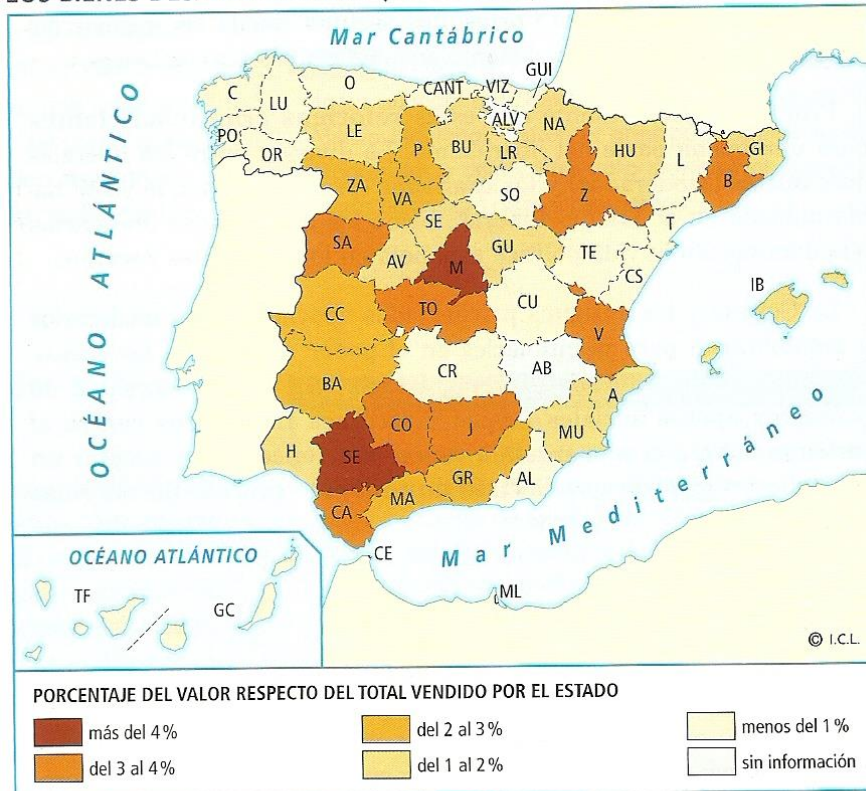 Mar Cantábrico
OCÉANO ATLÁNTICO
C
LU
O
CANT
VIZ
GUI
ALV
NA
PO
OR
LE
P
BU
LR
HU
L
GI
B
ZA
VA
SO
Z
T
SA
SE
AV
M
GU
TE
CS
IB
CC
TO
CU
V
BA
CR
AB
A
H
SE
CO
J
MU
CA
MA
GR
AL
Mar Mediterráneo
CE
ML
OCÉANO ATLÁNTICO
TF
GC
© I.C.L.
PORCENTAJE DEL VALOR RESPECTO DEL TOTAL VENDIDO POR EL ESTADO
más del 4%
del 2 al 3%
menos del 1%
del 3 al 4%
del 1 al 2%
sin información